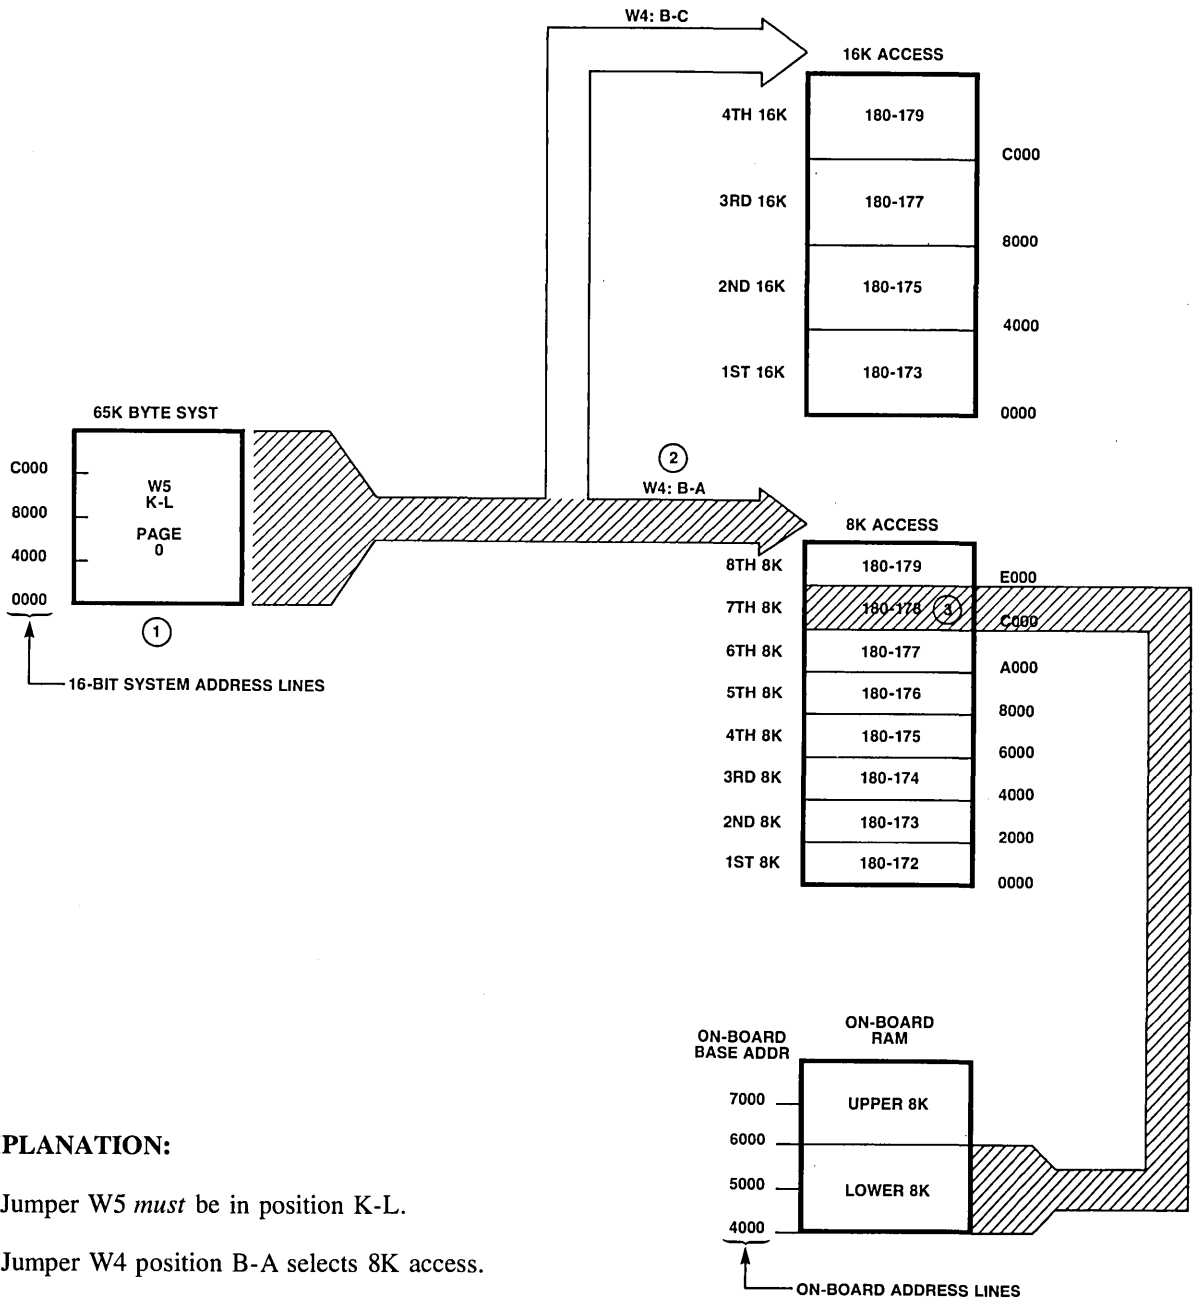 W4: B-C
16K ACCESS
4TH 16K
180-179
C000
3RD 16K
180-177
8000
2ND 16K
180-175
4000
1ST 16K
180-173
0000
65K BYTE SYST
C000
8000
4000
0000
W5
K-L
PAGE
0
1
16-BIT SYSTEM ADDRESS LINES
2
W4: B-A
8K ACCESS
8TH 8K
180-179
E000
7TH 8K
180-178
3
C000
6TH 8K
180-177
A000
5TH 8K
180-176
8000
4TH 8K
180-175
6000
3RD 8K
180-174
4000
2ND 8K
180-173
2000
1ST 8K
180-172
0000
ON-BOARD
BASE ADDR
ON-BOARD
RAM
7000
UPPER 8K
6000
5000
LOWER 8K
4000
ON-BOARD ADDRESS LINES
PLANATION:
Jumper W5 must be in position K-L.
Jumper W4 position B-A selects 8K access.